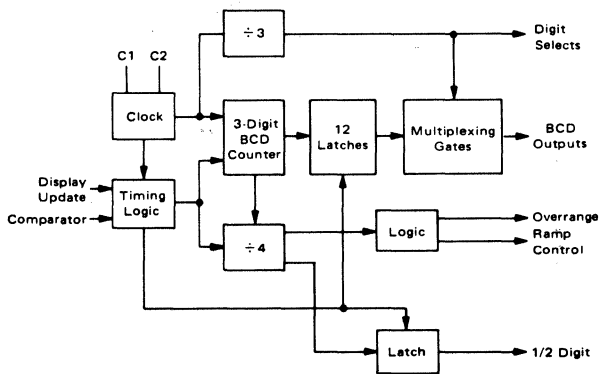 ÷3
Digit
Selects
C1 C2
Clock
3-Digit
BCD
Counter
12
Latches
Multiplexing
Gates
BCD
Outputs
Display
Update
Comparator
Timing
Logic
÷4
Logic
Overrange
Ramp
Control
Latch
1/2 Digit